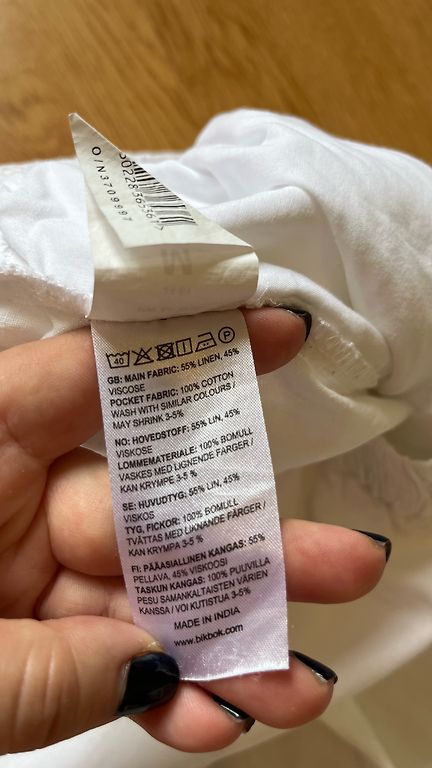 O/N3709997
M
40
P
GB: MAIN FABRIC: 55% LINEN, 45%
VISCOSE
POCKET FABRIC: 100% COTTON
WASH WITH SIMILAR COLOURS /
MAY SHRINK 3-5%
NO: HOVEDSTOFF: 55% LIN, 45%
VISKOSE
LOMMEMATERIALE: 100% BOMULL
VASKES MED LIGNENDE FARGER /
KAN KRYMPE 3-5 %
SE: HUVUDTYG: 55% LIN, 45%
VISKOS
TYG, FICKOR: 100% BOMULL
TVÄTTAS MED LIKNANDE FÄRGER /
KAN KRYMPA 3-5 %
FI: PÄÄASIALLINEN KANGAS: 55%
PELLAVA, 45% VISKOOSI
TASKUN KANGAS: 100% PUUVILLA
PESU SAMANKALTAISTEN VÄRIEN
KANSSA / VOI KUTISTUA 3-5%
MADE IN INDIA
www.bikbok.com